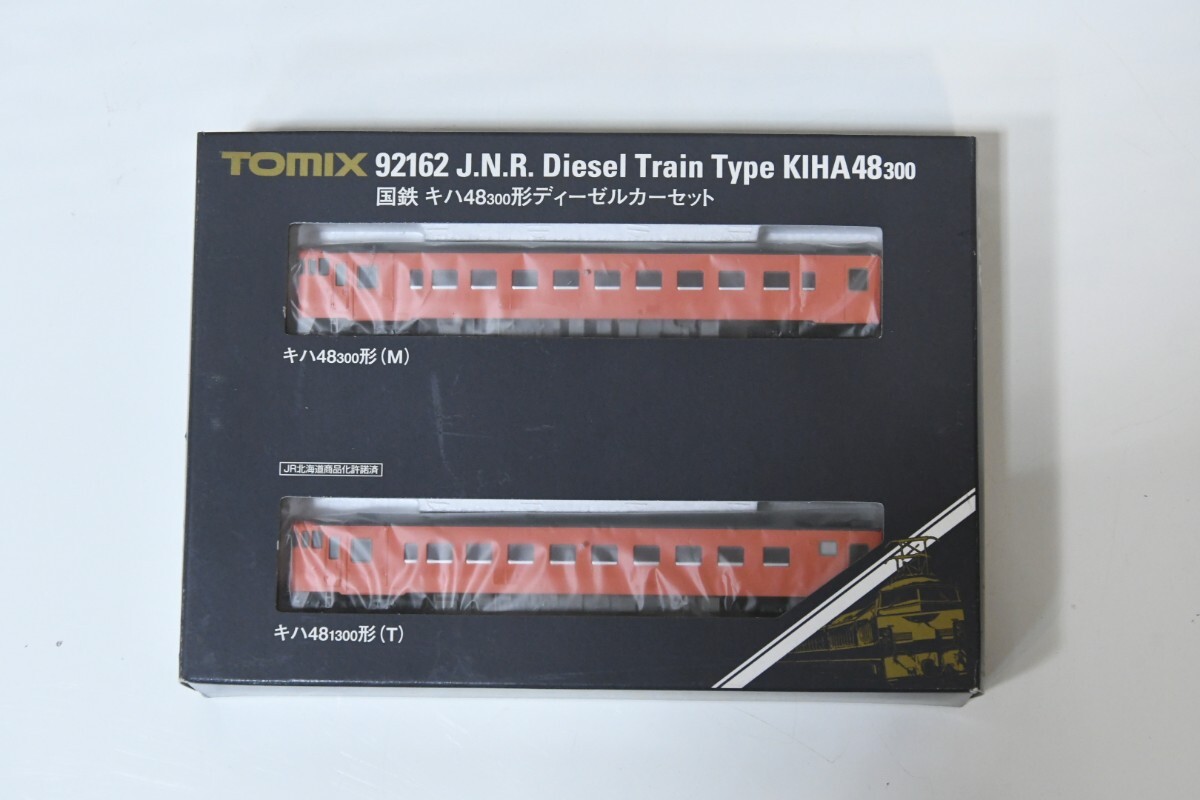 TOMIX 92162 J.N.R. Diesel Train Type KIHA48300
国鉄 キハ48300形ディーゼルカーセット
キハ48300形(M)
JR北海道商品化許諾済
キハ481300形(T)